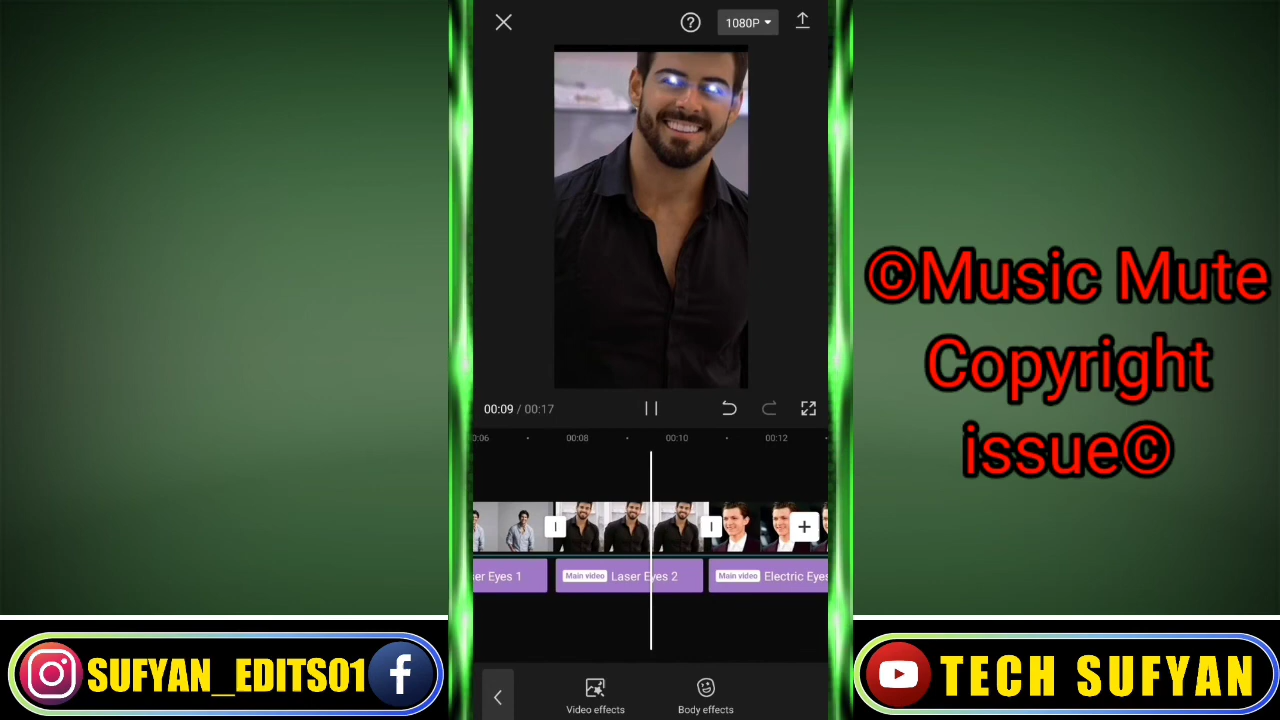 1080P
©Music Mute
Copyright
issue©
00:09 / 00:17
0:06 00:08 00:10 00:12
ser Eyes 1
Main video Laser Eyes 2
Main video Electric Eyes
Video effects Body effects
SUFYAN_EDITS01
TECH SUFYAN